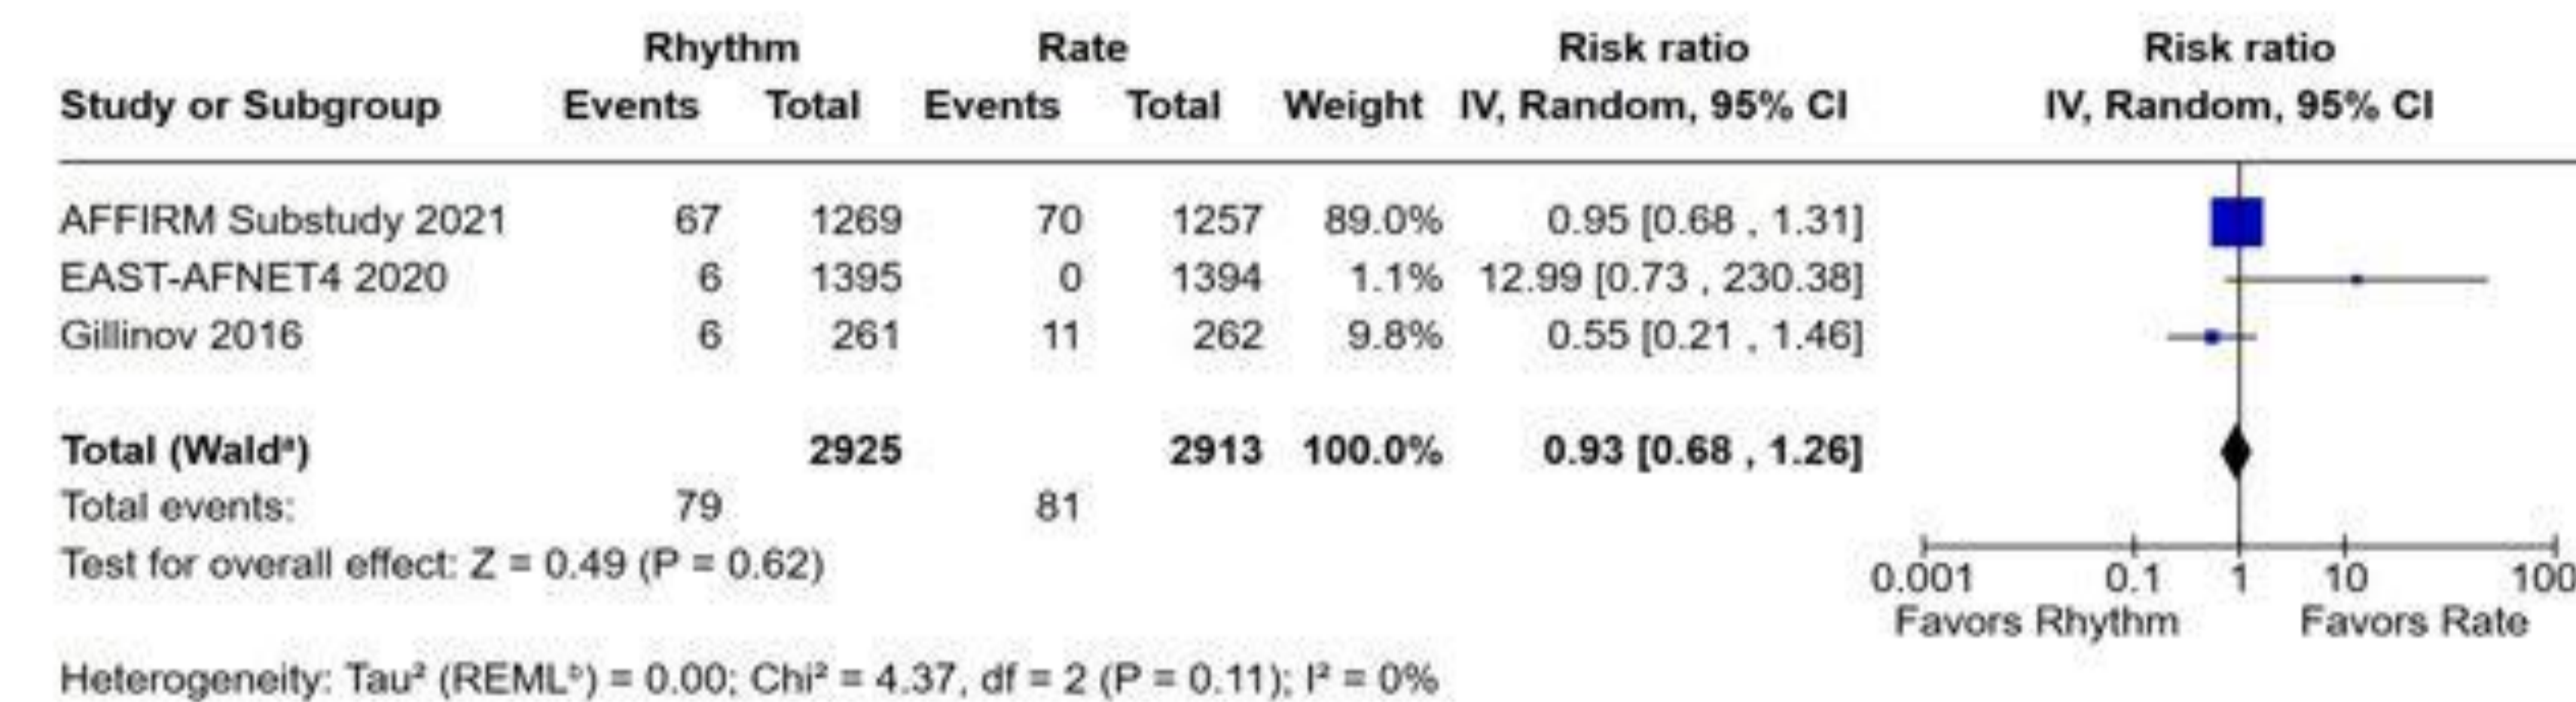 Rhythm Rate Risk ratio Risk ratio
Study or Subgroup Events Total Events Total Weight IV, Random, 95% CI IV, Random, 95% CI
AFFIRM Substudy 2021 67 1269 70 1257 89.0% 0.95 [0.68 , 1.31]
EAST-AFNET4 2020 6 1395 0 1394 1.1% 12.99 [0.73 , 230.38]
Gillinov 2016 6 261 11 262 9.8% 0.55 [0.21 , 1.46]
Total (Waldᵃ) 2925 2913 100.0% 0.93 [0.68 , 1.26]
Total events: 79 81
Test for overall effect: Z = 0.49 (P = 0.62)
0.001 0.1 1 10 100
Favors Rhythm Favors Rate
Heterogeneity: Tau² (REMLᵇ) = 0.00; Chi² = 4.37, df = 2 (P = 0.11); I² = 0%